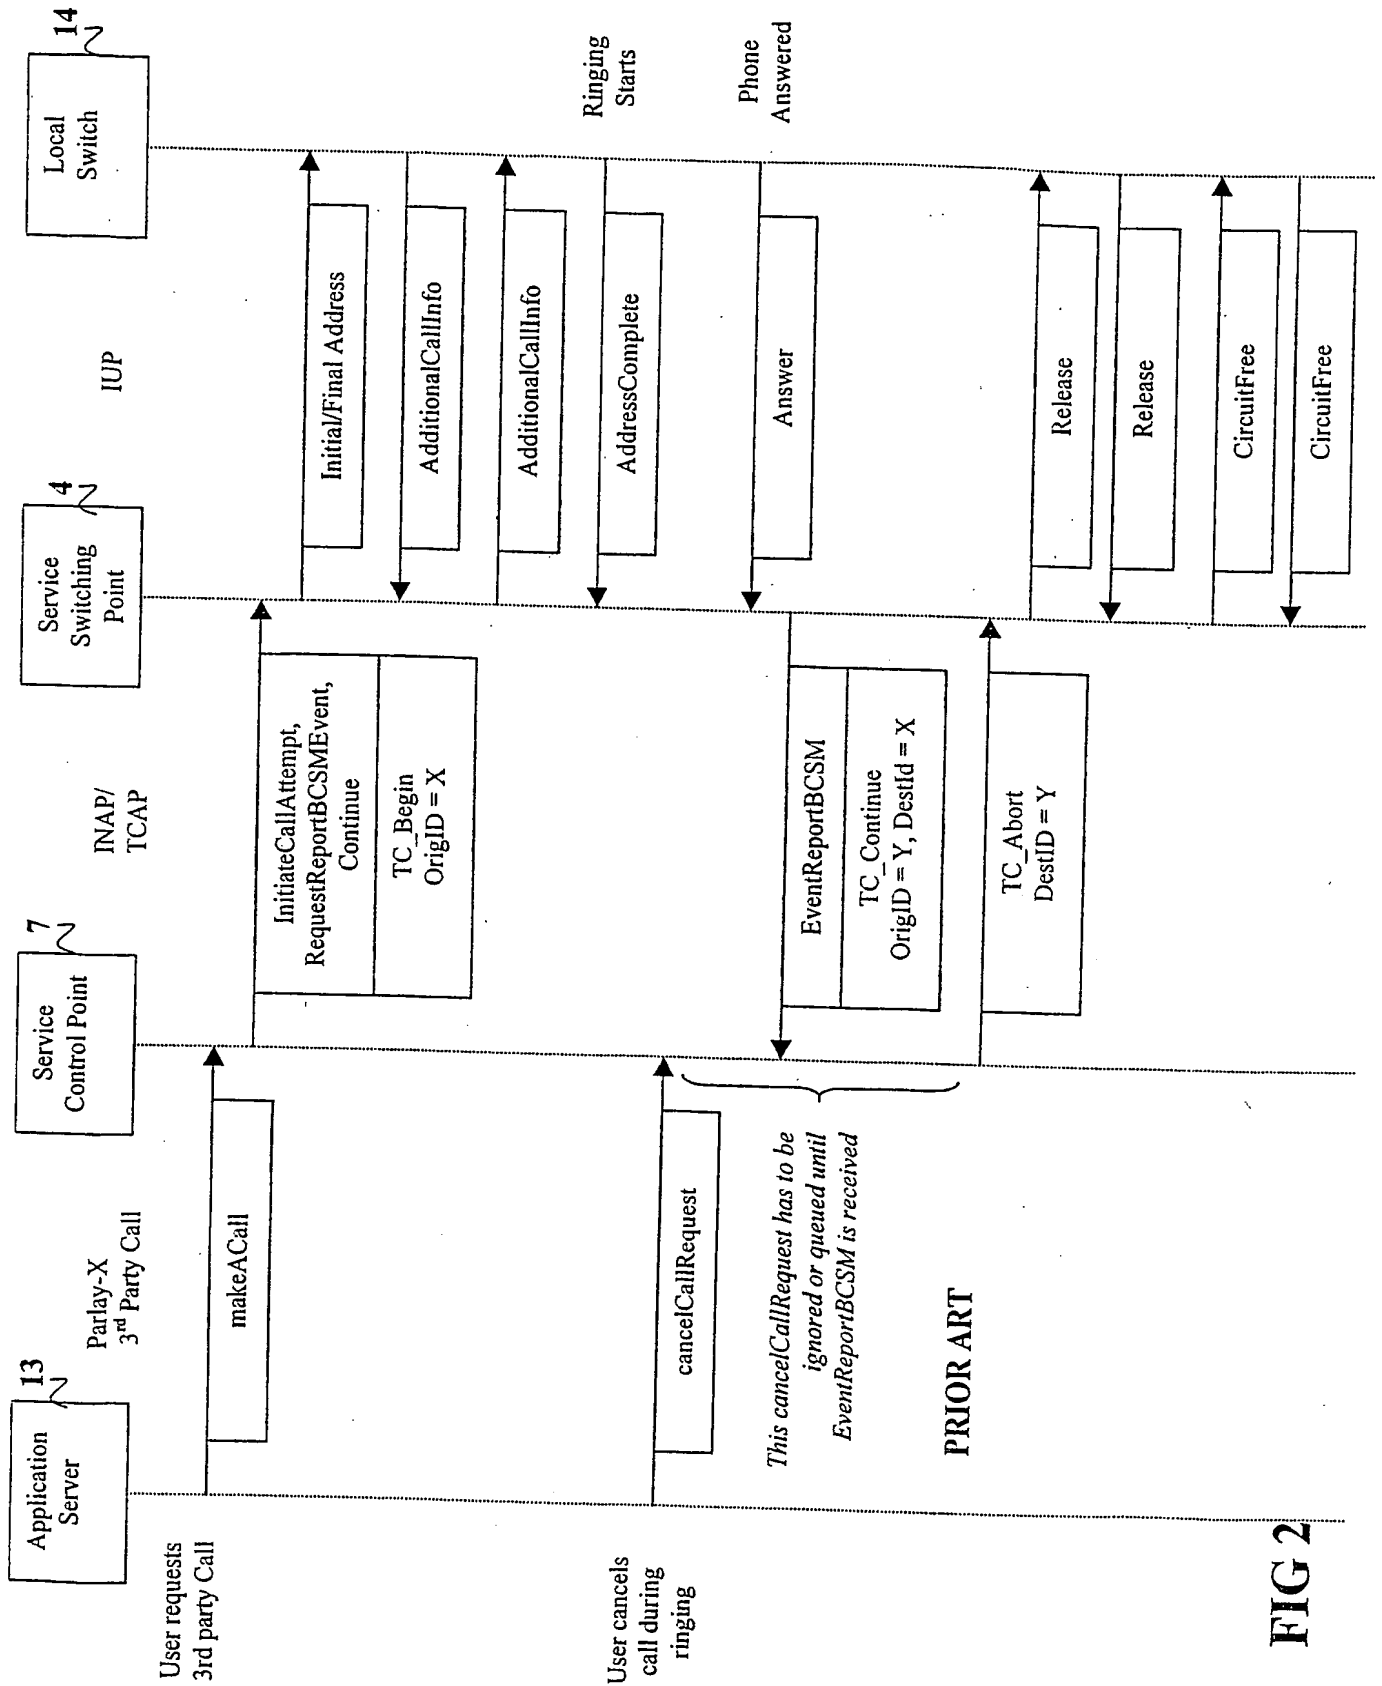 Application
Server
13
Parlay-X
3rd Party Call
Service
Control Point
7
INAP/
TCAP
Service
Switching
Point
4
IUP
Local
Switch
14
User requests
3rd party Call
makeACall
InitiateCallAttempt,
RequestReportBCSMEvent,
Continue
TC_Begin
OrigID = X
Initial/Final Address
AdditionalCallInfo
AdditionalCallInfo
AddressComplete
Ringing
Starts
User cancels
call during
ringing
cancelCallRequest
This cancelCallRequest has to be
ignored or queued until
EventReportBCSM is received
Answer
Phone
Answered
EventReportBCSM
TC_Continue
OrigID = Y, DestId = X
TC_Abort
DestID = Y
Release
Release
CircuitFree
CircuitFree
PRIOR ART
FIG 2